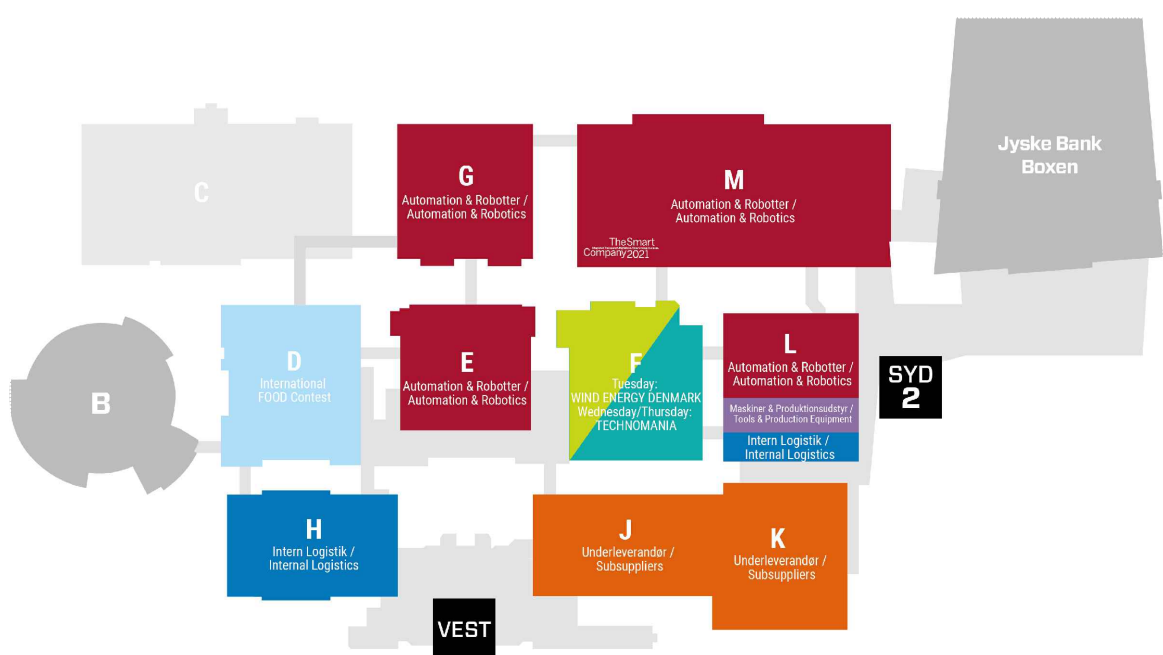 Jyske Bank
Boxen
C
G
Automation & Robotter /
Automation & Robotics
M
Automation & Robotter /
Automation & Robotics
TheSmart
Company2021
B
D
International
FOOD Contest
E
Automation & Robotter /
Automation & Robotics
F
Tuesday:
WIND ENERGY DENMARK
Wednesday/Thursday:
TECHNOMANIA
L
Automation & Robotter /
Automation & Robotics
Maskiner & Produktionsudstyr /
Tools & Production Equipment
Intern Logistik /
Internal Logistics
SYD
2
H
Intern Logistik /
Internal Logistics
J
Underleverandør /
Subsuppliers
K
Underleverandør /
Subsuppliers
VEST